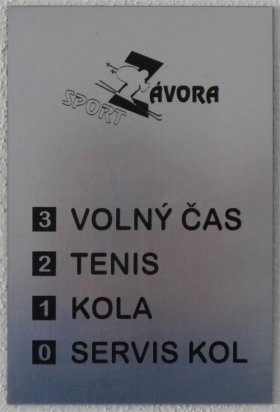 SPORT ZÁVORA
3 VOLNÝ ČAS
2 TENIS
1 KOLA
0 SERVIS KOL